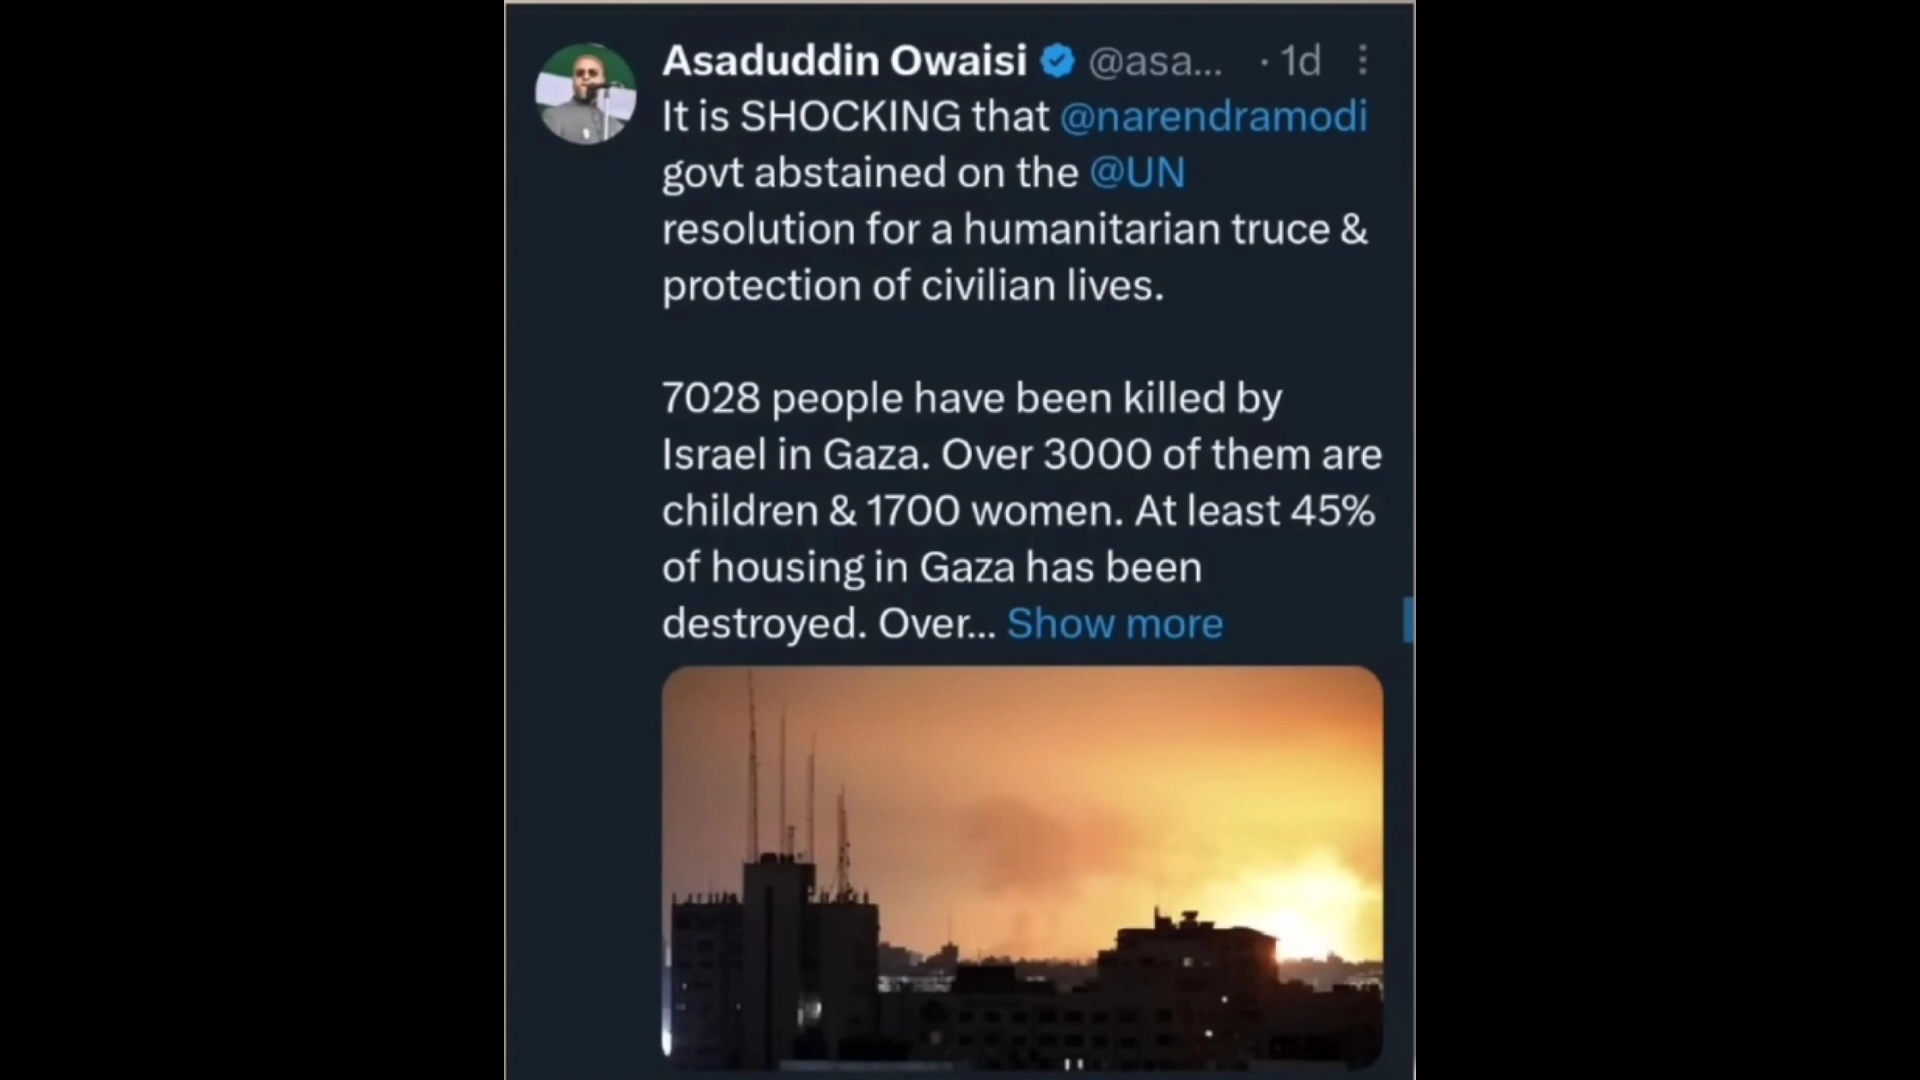 Asaduddin Owaisi @asa... · 1d
It is SHOCKING that @narendramodi
govt abstained on the @UN
resolution for a humanitarian truce &
protection of civilian lives.
7028 people have been killed by
Israel in Gaza. Over 3000 of them are
children & 1700 women. At least 45%
of housing in Gaza has been
destroyed. Over... Show more